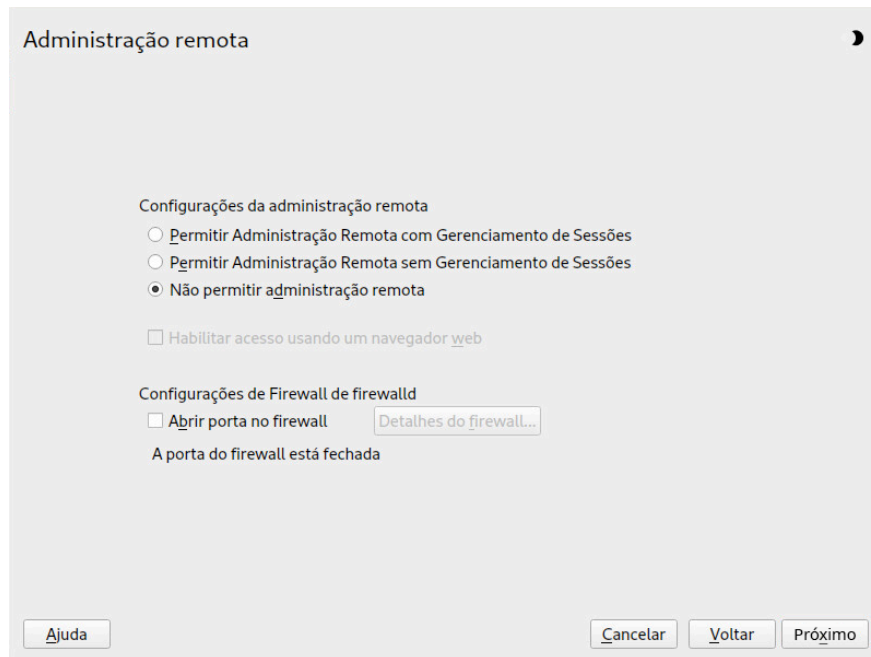 Administração remota
Configurações da administração remota
Permitir Administração Remota com Gerenciamento de Sessões
Permitir Administração Remota sem Gerenciamento de Sessões
Não permitir administração remota
Habilitar acesso usando um navegador web
Configurações de Firewall de firewalld
Abrir porta no firewall Detalhes do firewall...
A porta do firewall está fechada
Ajuda Cancelar Voltar Próximo